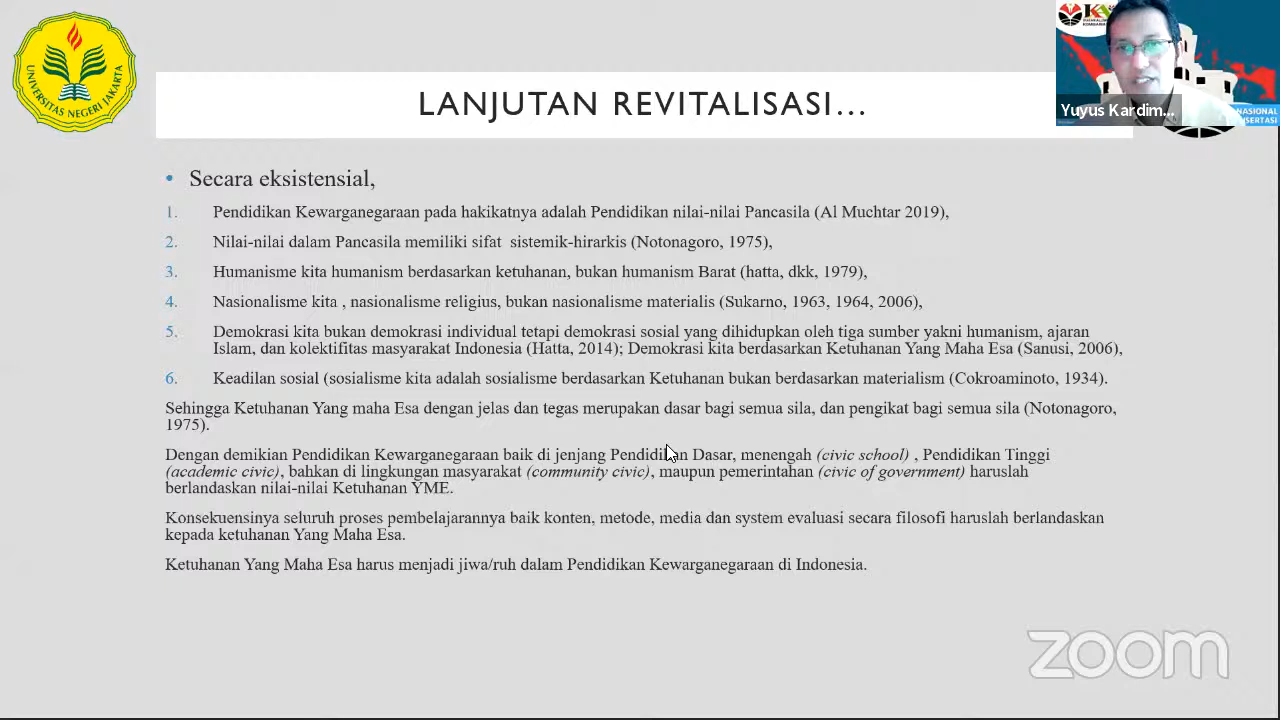 UNIVERSITAS NEGERI JAKARTA
LANJUTAN REVITALISASI…
Yuyus Kardim...
NASIONAL
• Secara eksistensial,
1. Pendidikan Kewarganegaraan pada hakikatnya adalah Pendidikan nilai-nilai Pancasila (Al Muchtar 2019),
2. Nilai-nilai dalam Pancasila memiliki sifat sistemik-hirarkis (Notonagoro, 1975),
3. Humanisme kita humanism berdasarkan ketuhanan, bukan humanism Barat (hatta, dkk, 1979),
4. Nasionalisme kita , nasionalisme religius, bukan nasionalisme materialis (Sukarno, 1963, 1964, 2006),
5. Demokrasi kita bukan demokrasi individual tetapi demokrasi sosial yang dihidupkan oleh tiga sumber yakni humanism, ajaran
Islam, dan kolektifitas masyarakat Indonesia (Hatta, 2014); Demokrasi kita berdasarkan Ketuhanan Yang Maha Esa (Sanusi, 2006),
6. Keadilan sosial (sosialisme kita adalah sosialisme berdasarkan Ketuhanan bukan berdasarkan materialism (Cokroaminoto, 1934).
Sehingga Ketuhanan Yang maha Esa dengan jelas dan tegas merupakan dasar bagi semua sila, dan pengikat bagi semua sila (Notonagoro,
1975).
Dengan demikian Pendidikan Kewarganegaraan baik di jenjang Pendidikan Dasar, menengah (civic school) , Pendidikan Tinggi
(academic civic), bahkan di lingkungan masyarakat (community civic), maupun pemerintahan (civic of government) haruslah
berlandaskan nilai-nilai Ketuhanan YME.
Konsekuensinya seluruh proses pembelajarannya baik konten, metode, media dan system evaluasi secara filosofi haruslah berlandaskan
kepada ketuhanan Yang Maha Esa.
Ketuhanan Yang Maha Esa harus menjadi jiwa/ruh dalam Pendidikan Kewarganegaraan di Indonesia.
zoom